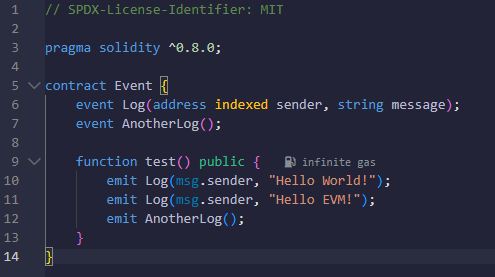 1 // SPDX-License-Identifier: MIT
2
3 pragma solidity ^0.8.0;
4
5 contract Event {
6     event Log(address indexed sender, string message);
7     event AnotherLog();
8
9     function test() public { infinite gas
10         emit Log(msg.sender, "Hello World!");
11         emit Log(msg.sender, "Hello EVM!");
12         emit AnotherLog();
13     }
14 }